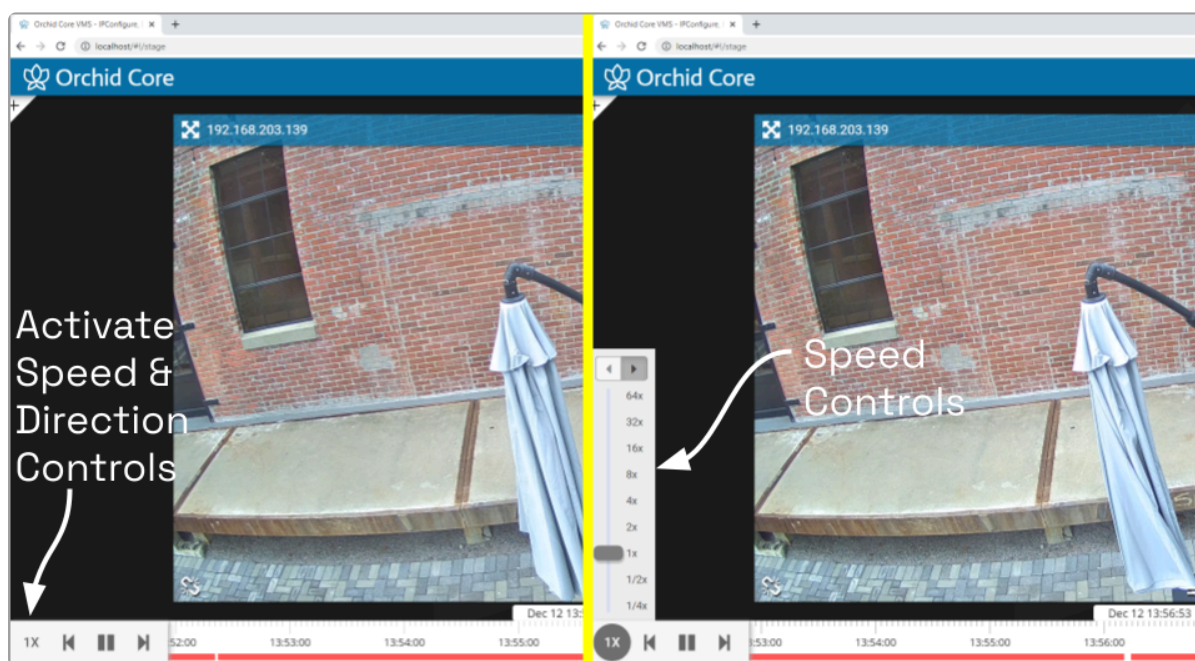 Orchid Core VMS - IPConfigure,
localhost/#!/stage
Orchid Core
192.168.203.139
Activate
Speed &
Direction
Controls
Dec 12 13:5
1X
52:00
13:53:00
13:54:00
13:55:00
Orchid Core VMS - IPConfigure,
localhost/#!/stage
Orchid Core
192.168.203.139
Speed
Controls
64x
32x
16x
8x
4x
2x
1x
1/2x
1/4x
Dec 12 13:56:53
1X
:53:00
13:54:00
13:55:00
13:56:00